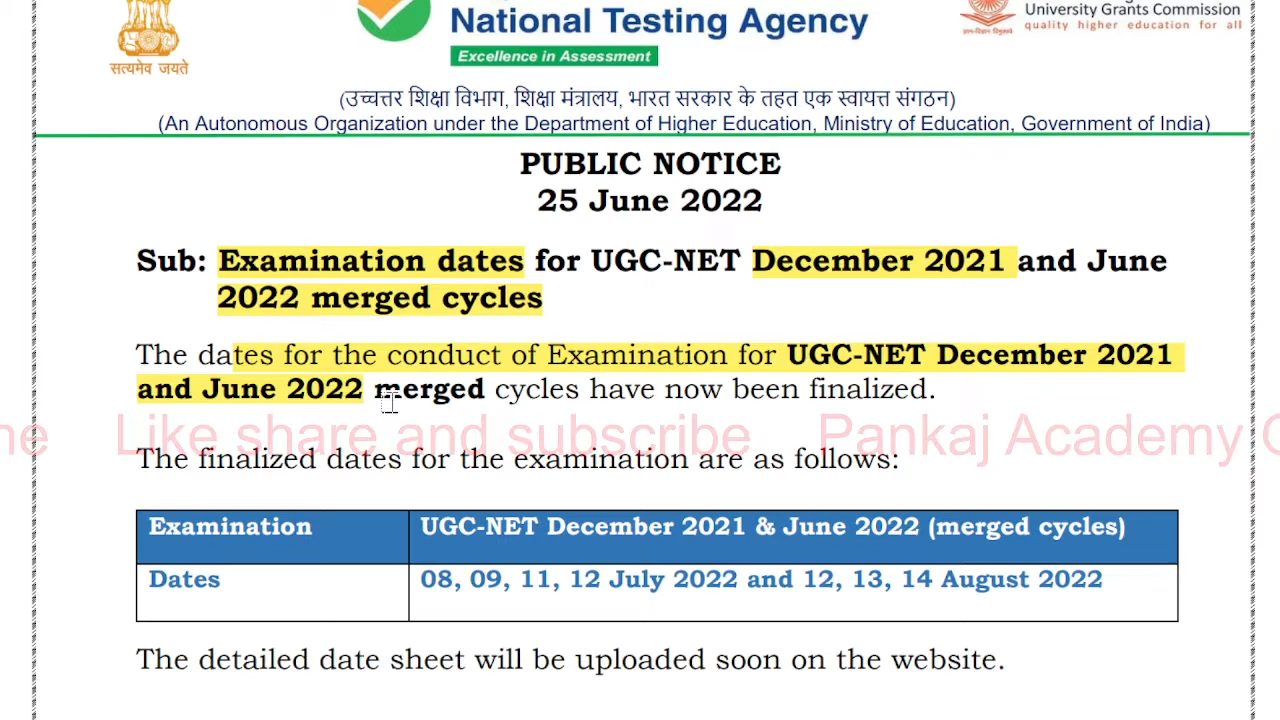 National Testing Agency
University Grants Commission
quality higher education for all
Excellence in Assessment
सत्यमेव जयते
(उच्चत्तर शिक्षा विभाग, शिक्षा मंत्रालय, भारत सरकार के तहत एक स्वायत्त संगठन)
(An Autonomous Organization under the Department of Higher Education, Ministry of Education, Government of India)
PUBLIC NOTICE
25 June 2022
Sub: Examination dates for UGC-NET December 2021 and June
2022 merged cycles
The dates for the conduct of Examination for UGC-NET December 2021
and June 2022 merged cycles have now been finalized.
Like share and subscribe Pankaj Academy
The finalized dates for the examination are as follows:
Examination UGC-NET December 2021 & June 2022 (merged cycles)
Dates 08, 09, 11, 12 July 2022 and 12, 13, 14 August 2022
The detailed date sheet will be uploaded soon on the website.